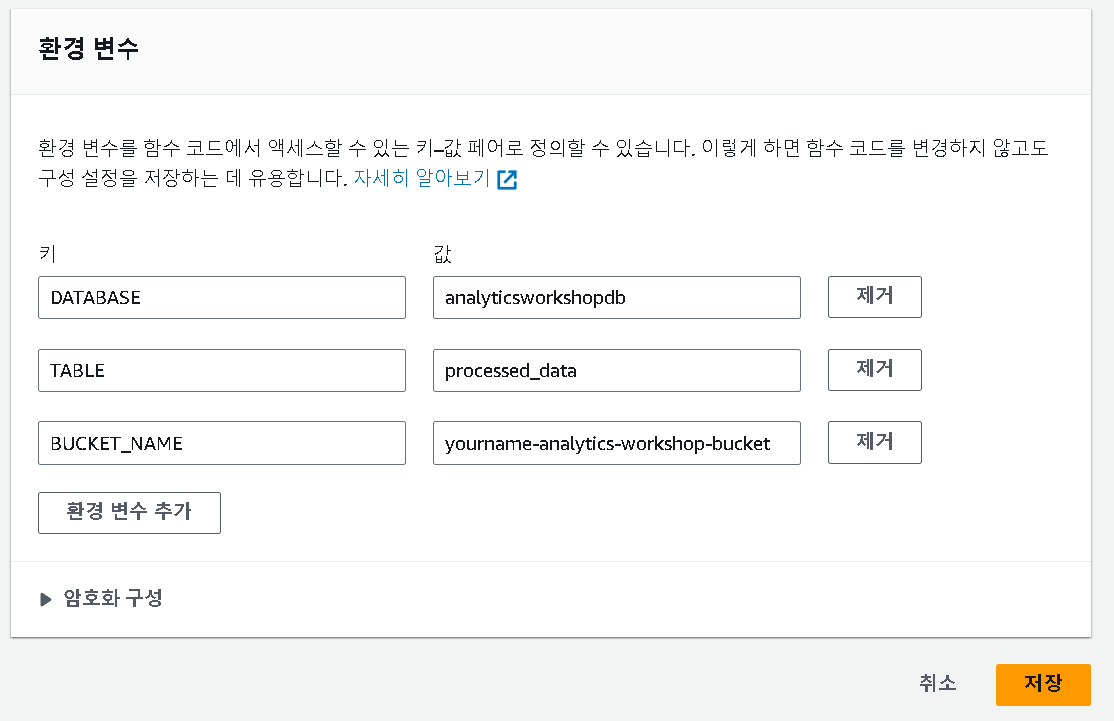 환경 변수
환경 변수를 함수 코드에서 액세스할 수 있는 키-값 페어로 정의할 수 있습니다. 이렇게 하면 함수 코드를 변경하지 않고도
구성 설정을 저장하는 데 유용합니다. 자세히 알아보기
키 값
DATABASE analyticsworkshopdb 제거
TABLE processed_data 제거
BUCKET_NAME yourname-analytics-workshop-bucket 제거
환경 변수 추가
암호화 구성
취소 저장